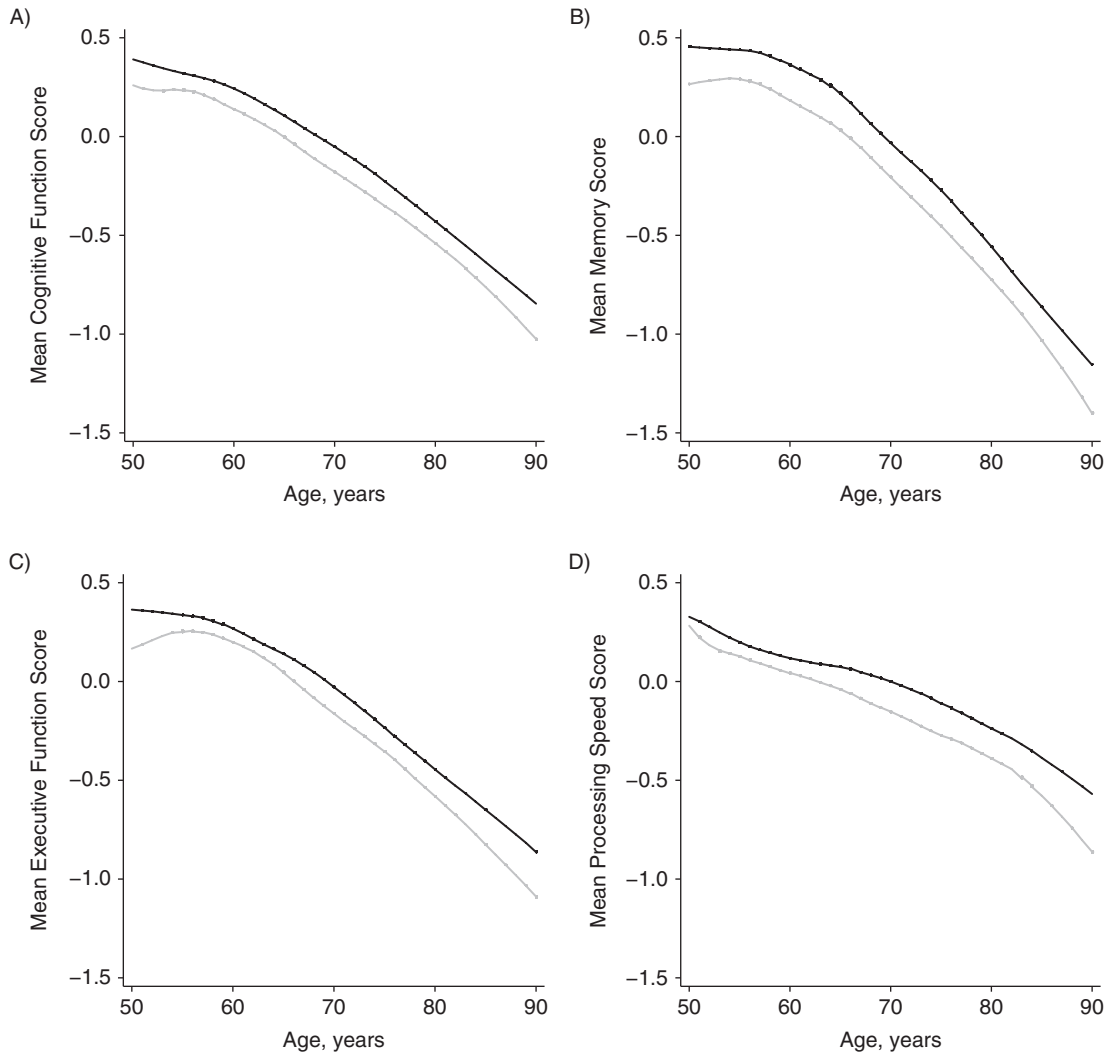 A)
Mean Cognitive Function Score
0.5
0.0
−0.5
−1.0
−1.5
50 60 70 80 90
Age, years
B)
Mean Memory Score
0.5
0.0
−0.5
−1.0
−1.5
50 60 70 80 90
Age, years
C)
Mean Executive Function Score
0.5
0.0
−0.5
−1.0
−1.5
50 60 70 80 90
Age, years
D)
Mean Processing Speed Score
0.5
0.0
−0.5
−1.0
−1.5
50 60 70 80 90
Age, years